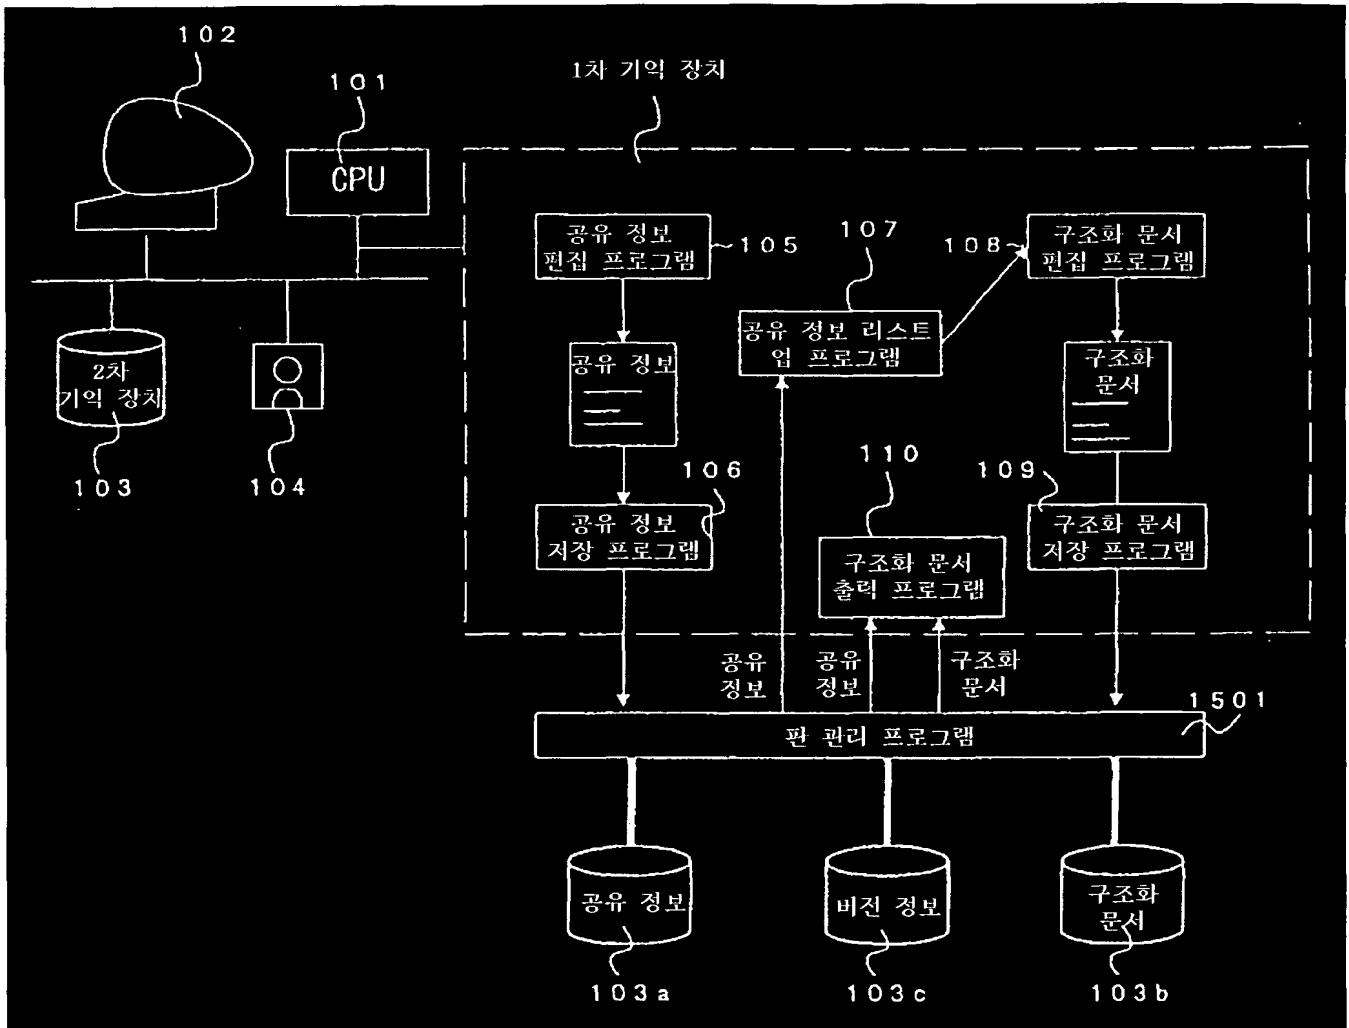 102
1차 기억 장치
101
CPU
공유 정보
편집 프로그램
105
107
108
구조화 문서
편집 프로그램
공유 정보 리스트
업 프로그램
2차
기억 장치
공유 정보
구조화
문서
103
104
106
110
109
공유 정보
저장 프로그램
구조화 문서
출력 프로그램
구조화 문서
저장 프로그램
공유
정보
공유
정보
구조화
문서
1501
판 관리 프로그램
공유 정보
버전 정보
구조화
문서
103a
103c
103b